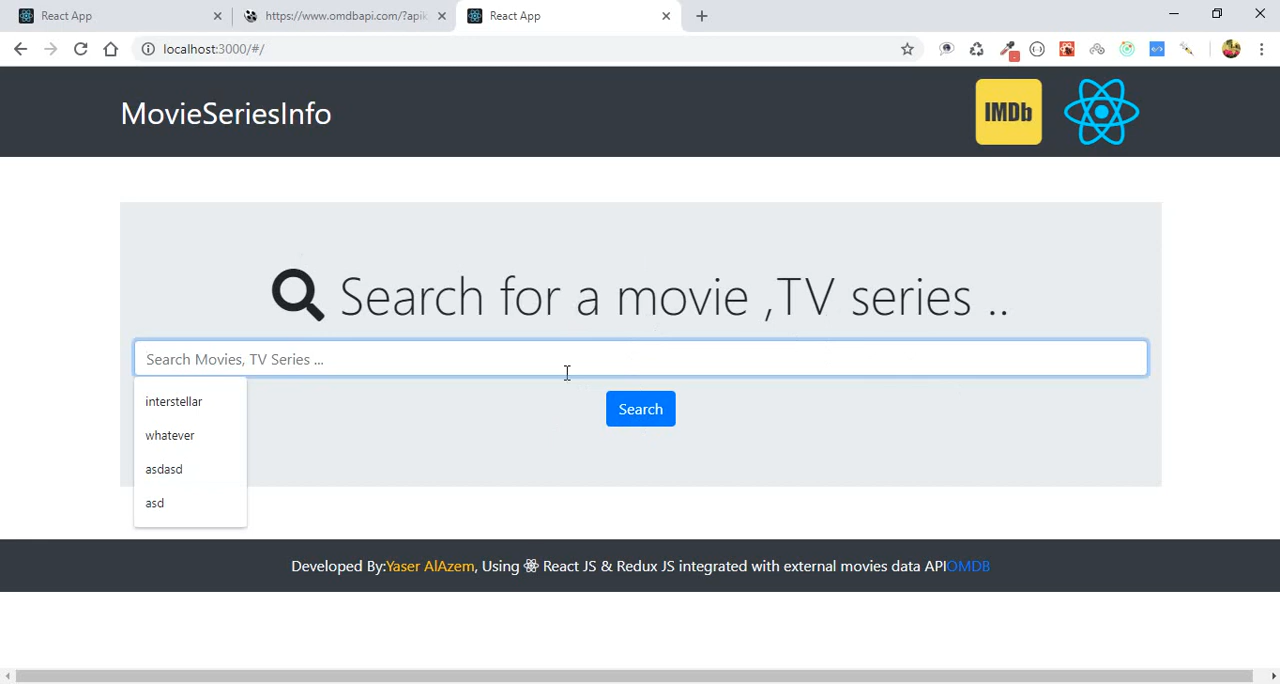 React App
https://www.omdbapi.com/?apik
React App
localhost:3000/#/
MovieSeriesInfo
IMDb
Search for a movie ,TV series ..
Search Movies, TV Series ...
interstellar
whatever
asdasd
asd
Search
Developed By:Yaser AlAzem, Using React JS & Redux JS integrated with external movies data APIOMDB